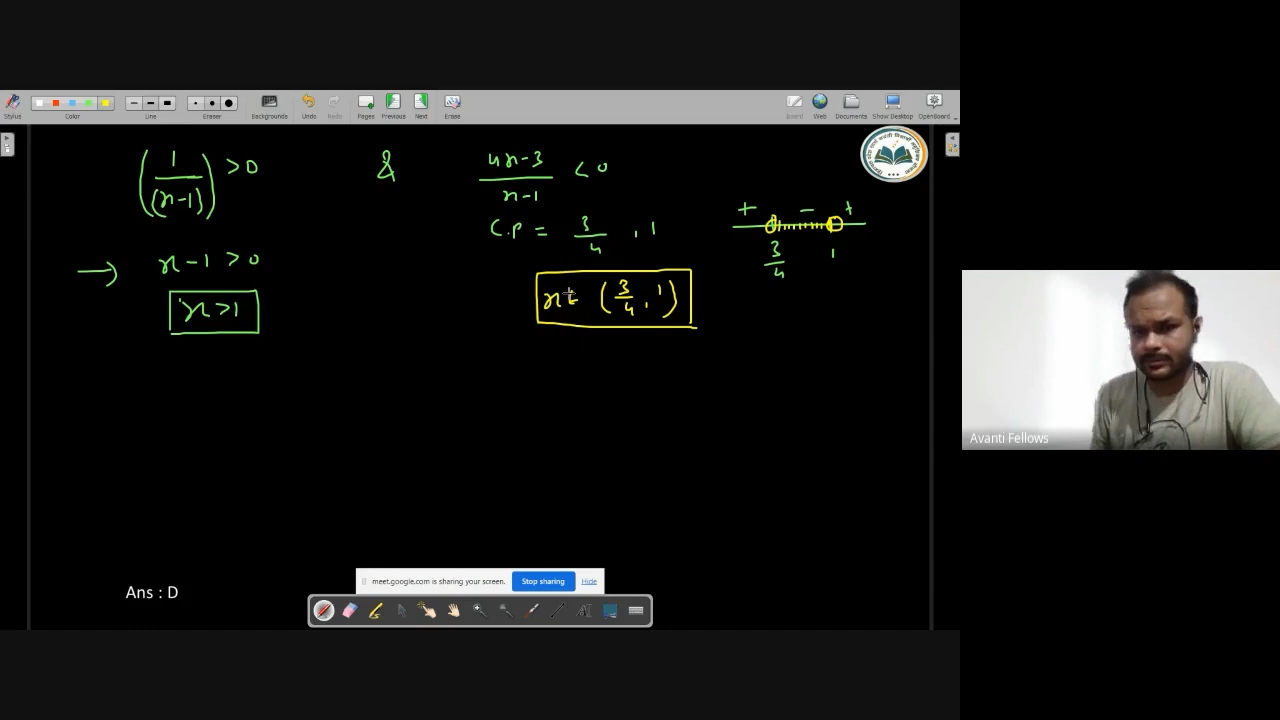 Stylus
Color
Line
Eraser
Backgrounds
Undo
Redo
Pages
Previous
Next
Erase
Board
Web
Documents
Show Desktop
OpenBoard
(1/(x-1)) > 0 & (4x-3)/(x-1) < 0
+ - +
C.P = 3/4 , 1
3/4 1
→ x-1 > 0
x > 1
x ∈ (3/4, 1)
Avanti Fellows
meet.google.com is sharing your screen. Stop sharing Hide
Ans : D